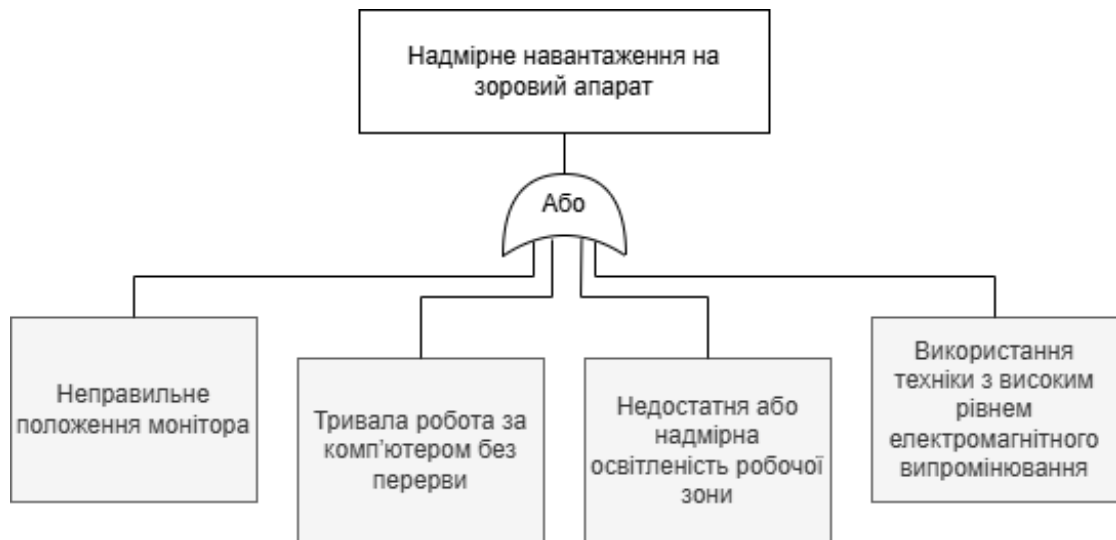 Надмірне навантаження на
зоровий апарат
Або
Неправильне
положення монітора
Тривала робота за
комп'ютером без
перерви
Недостатня або
надмірна
освітленість робочої
зони
Використання
техніки з високим
рівнем
електромагнітного
випромінювання